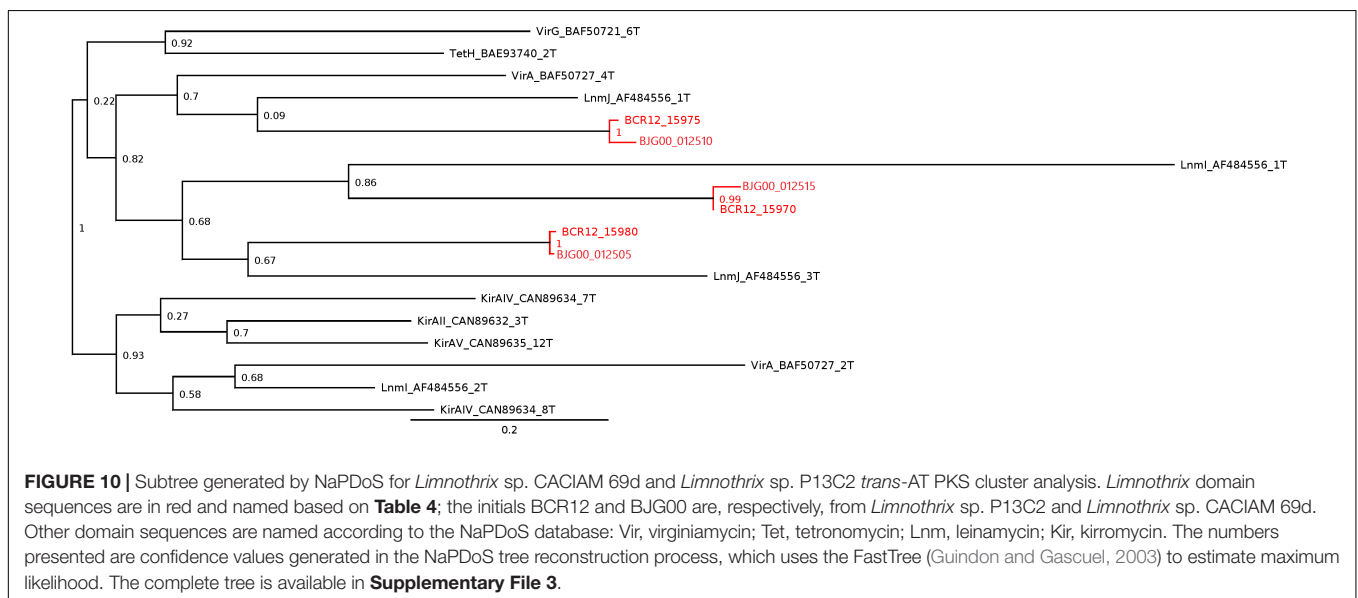 VirG_BAF50721_6T
0.92
TetH_BAE93740_2T
VirA_BAF50727_4T
0.22
0.7
LnmJ_AF484556_1T
0.09
BCR12_15975
1
BJG00_012510
0.82
LnmI_AF484556_1T
0.86
BJG00_012515
0.99
BCR12_15970
0.68
1
BCR12_15980
1
BJG00_012505
0.67
LnmJ_AF484556_3T
KirAIV_CAN89634_7T
0.27
KirAII_CAN89632_3T
0.7
KirAV_CAN89635_12T
0.93
VirA_BAF50727_2T
0.68
LnmI_AF484556_2T
0.58
KirAIV_CAN89634_8T
0.2
FIGURE 10 | Subtree generated by NaPDoS for Limnothrix sp. CACIAM 69d and Limnothrix sp. P13C2 trans-AT PKS cluster analysis. Limnothrix domain
sequences are in red and named based on Table 4; the initials BCR12 and BJG00 are, respectively, from Limnothrix sp. P13C2 and Limnothrix sp. CACIAM 69d.
Other domain sequences are named according to the NaPDoS database: Vir, virginiamycin; Tet, tetronomycin; Lnm, leinamycin; Kir, kirromycin. The numbers
presented are confidence values generated in the NaPDoS tree reconstruction process, which uses the FastTree (Guindon and Gascuel, 2003) to estimate maximum
likelihood. The complete tree is available in Supplementary File 3.